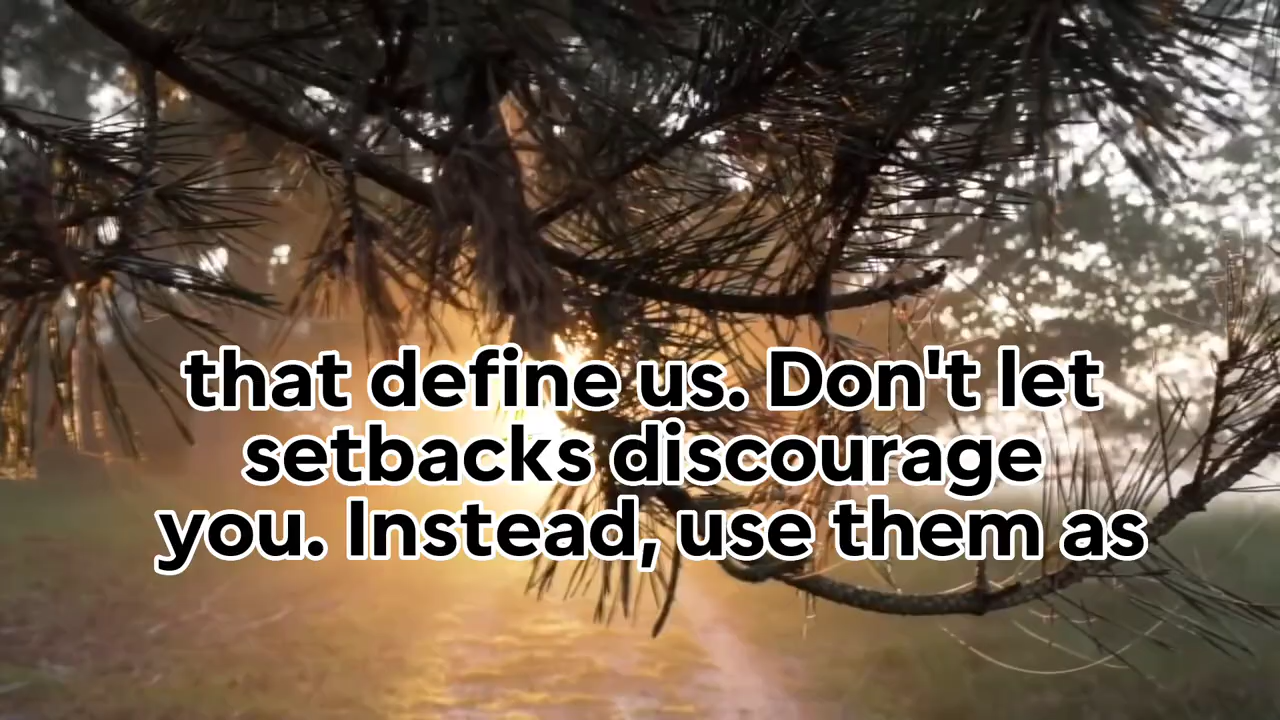 that define us. Don't let
setbacks discourage
you. Instead, use them as